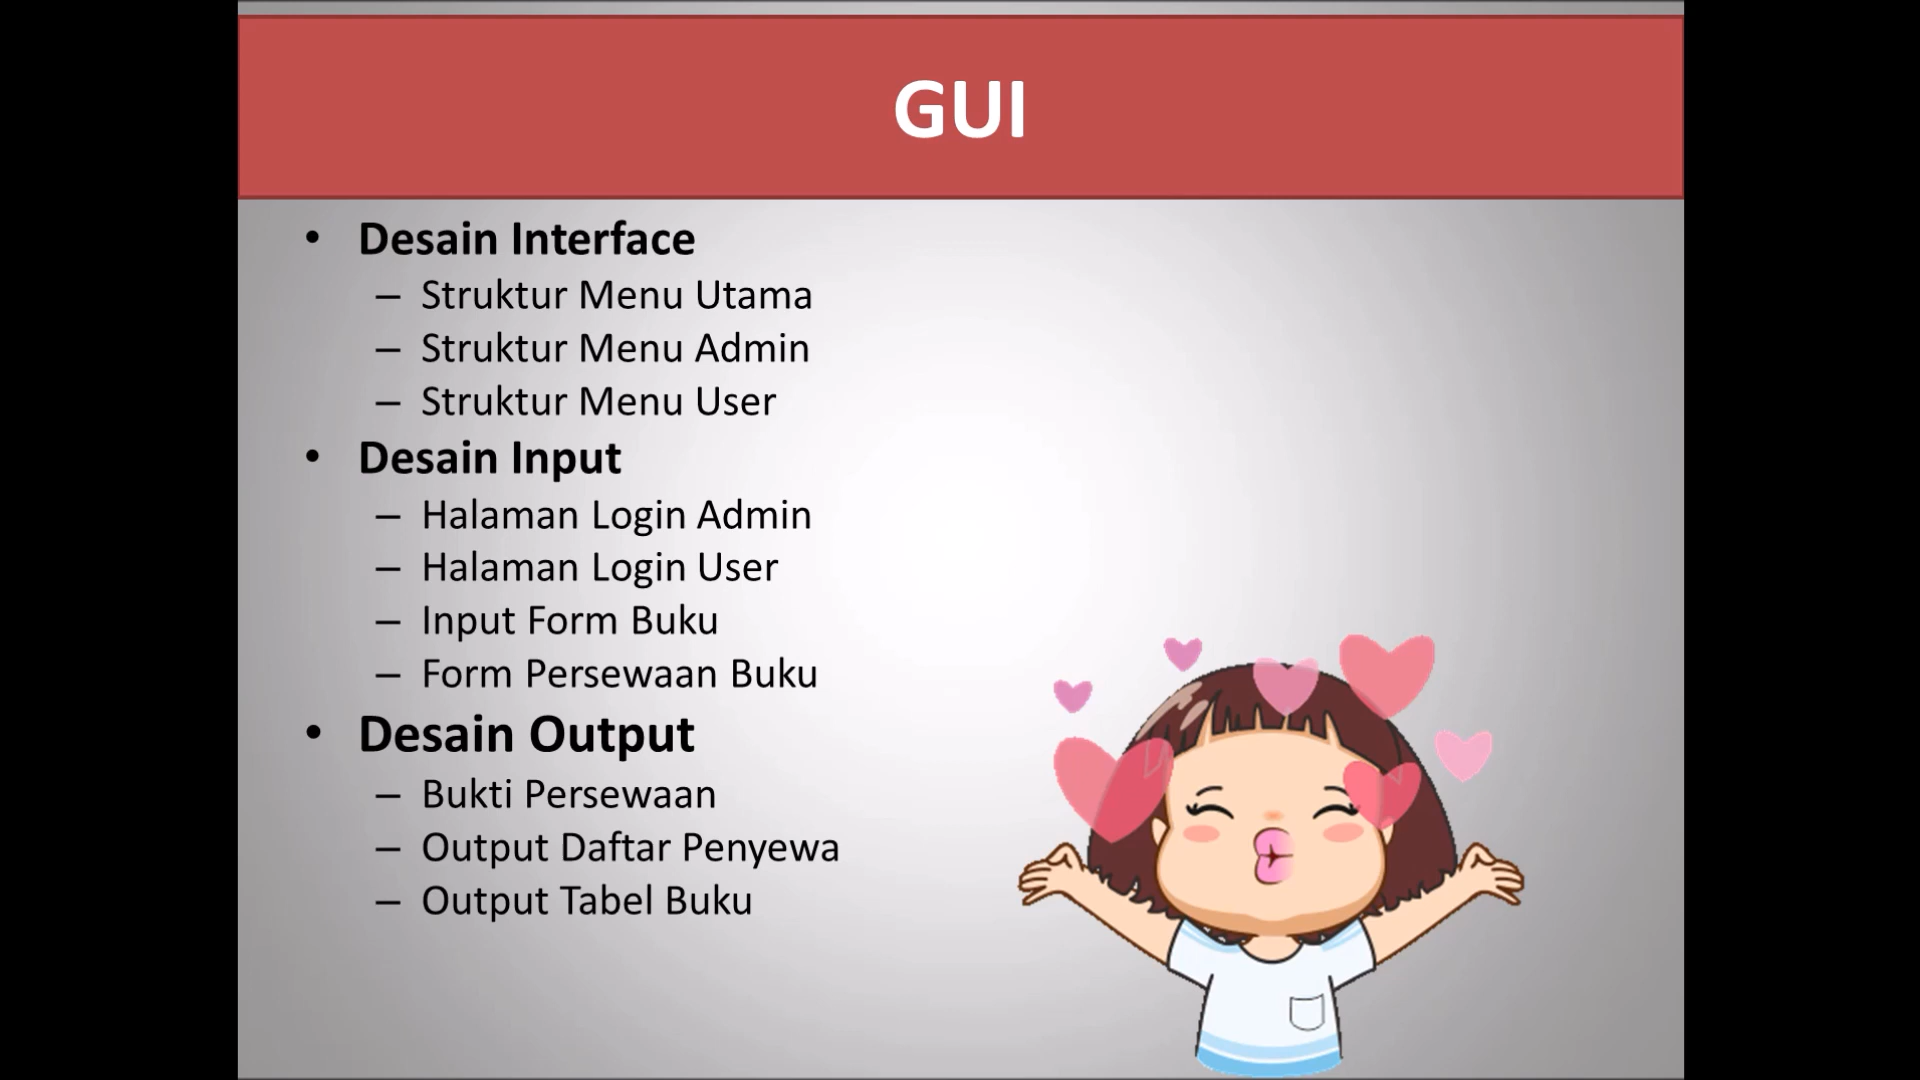 GUI
• Desain Interface
– Struktur Menu Utama
– Struktur Menu Admin
– Struktur Menu User
• Desain Input
– Halaman Login Admin
– Halaman Login User
– Input Form Buku
– Form Persewaan Buku
• Desain Output
– Bukti Persewaan
– Output Daftar Penyewa
– Output Tabel Buku